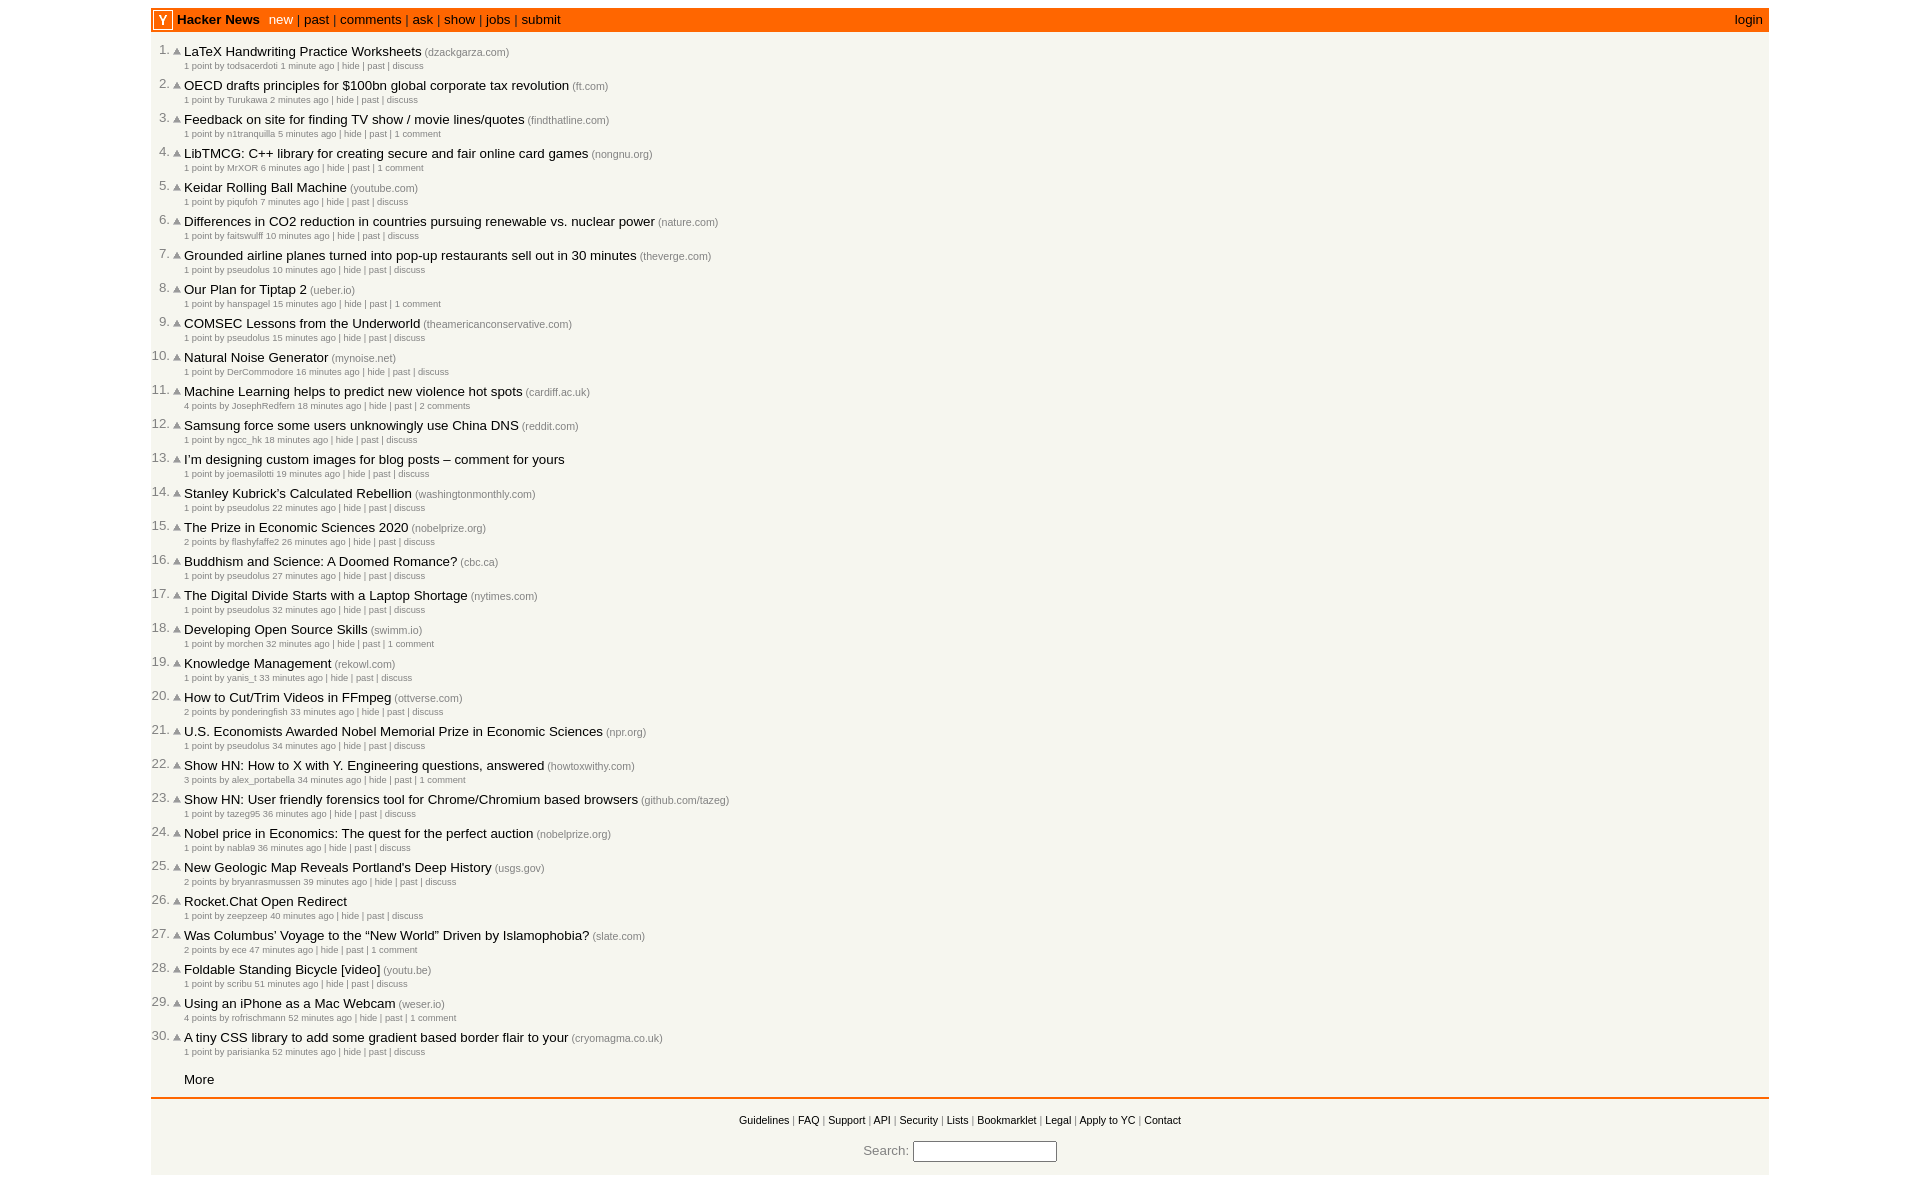 Y Hacker News new | past | comments | ask | show | jobs | submit login
1. LaTeX Handwriting Practice Worksheets (dzackgarza.com)
1 point by todsacerdoti 1 minute ago | hide | past | discuss
2. OECD drafts principles for $100bn global corporate tax revolution (ft.com)
1 point by Turukawa 2 minutes ago | hide | past | discuss
3. Feedback on site for finding TV show / movie lines/quotes (findthatline.com)
1 point by n1tranquilla 5 minutes ago | hide | past | 1 comment
4. LibTMCG: C++ library for creating secure and fair online card games (nongnu.org)
1 point by MrXOR 6 minutes ago | hide | past | 1 comment
5. Keidar Rolling Ball Machine (youtube.com)
1 point by piqufoh 7 minutes ago | hide | past | discuss
6. Differences in CO2 reduction in countries pursuing renewable vs. nuclear power (nature.com)
1 point by faitswulff 10 minutes ago | hide | past | discuss
7. Grounded airline planes turned into pop-up restaurants sell out in 30 minutes (theverge.com)
1 point by pseudolus 10 minutes ago | hide | past | discuss
8. Our Plan for Tiptap 2 (ueber.io)
1 point by hanspagel 15 minutes ago | hide | past | 1 comment
9. COMSEC Lessons from the Underworld (theamericanconservative.com)
1 point by pseudolus 15 minutes ago | hide | past | discuss
10. Natural Noise Generator (mynoise.net)
1 point by DerCommodore 16 minutes ago | hide | past | discuss
11. Machine Learning helps to predict new violence hot spots (cardiff.ac.uk)
4 points by JosephRedfern 18 minutes ago | hide | past | 2 comments
12. Samsung force some users unknowingly use China DNS (reddit.com)
1 point by ngcc_hk 18 minutes ago | hide | past | discuss
13. I’m designing custom images for blog posts – comment for yours
1 point by joemasilotti 19 minutes ago | hide | past | discuss
14. Stanley Kubrick’s Calculated Rebellion (washingtonmonthly.com)
1 point by pseudolus 22 minutes ago | hide | past | discuss
15. The Prize in Economic Sciences 2020 (nobelprize.org)
2 points by flashyfaffe2 26 minutes ago | hide | past | discuss
16. Buddhism and Science: A Doomed Romance? (cbc.ca)
1 point by pseudolus 27 minutes ago | hide | past | discuss
17. The Digital Divide Starts with a Laptop Shortage (nytimes.com)
1 point by pseudolus 32 minutes ago | hide | past | discuss
18. Developing Open Source Skills (swimm.io)
1 point by morchen 32 minutes ago | hide | past | 1 comment
19. Knowledge Management (rekowl.com)
1 point by yanis_t 33 minutes ago | hide | past | discuss
20. How to Cut/Trim Videos in FFmpeg (ottverse.com)
2 points by ponderingfish 33 minutes ago | hide | past | discuss
21. U.S. Economists Awarded Nobel Memorial Prize in Economic Sciences (npr.org)
1 point by pseudolus 34 minutes ago | hide | past | discuss
22. Show HN: How to X with Y. Engineering questions, answered (howtoxwithy.com)
3 points by alex_portabella 34 minutes ago | hide | past | 1 comment
23. Show HN: User friendly forensics tool for Chrome/Chromium based browsers (github.com/tazeg)
1 point by tazeg95 36 minutes ago | hide | past | discuss
24. Nobel price in Economics: The quest for the perfect auction (nobelprize.org)
1 point by nabla9 36 minutes ago | hide | past | discuss
25. New Geologic Map Reveals Portland's Deep History (usgs.gov)
2 points by bryanrasmussen 39 minutes ago | hide | past | discuss
26. Rocket.Chat Open Redirect
1 point by zeepzeep 40 minutes ago | hide | past | discuss
27. Was Columbus’ Voyage to the “New World” Driven by Islamophobia? (slate.com)
2 points by ece 47 minutes ago | hide | past | 1 comment
28. Foldable Standing Bicycle [video] (youtu.be)
1 point by scribu 51 minutes ago | hide | past | discuss
29. Using an iPhone as a Mac Webcam (weser.io)
4 points by rofrischmann 52 minutes ago | hide | past | 1 comment
30. A tiny CSS library to add some gradient based border flair to your (cryomagma.co.uk)
1 point by parisianka 52 minutes ago | hide | past | discuss
More
Guidelines | FAQ | Support | API | Security | Lists | Bookmarklet | Legal | Apply to YC | Contact
Search: